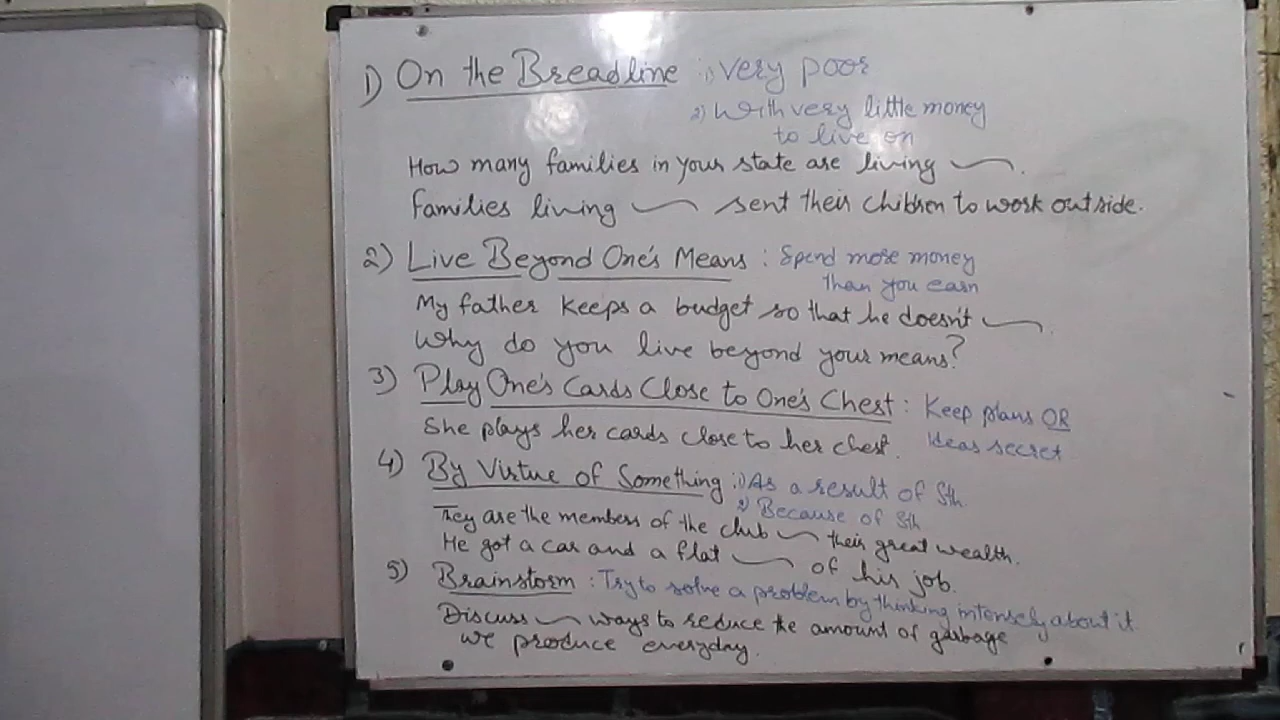 1) On the Breadline : 1) very poor
2) With very little money
to live on
How many families in your state are living ~.
Families living ~ sent their children to work outside.
2) Live Beyond One's Means : Spend more money
than you earn
My father keeps a budget so that he doesn't ~.
Why do you live beyond your means?
3) Play One's Cards Close to One's Chest : Keep plans OR
ideas secret
She plays her cards close to her chest.
4) By Virtue of Something : 1) As a result of Sth.
2) Because of Sth
They are the members of the club ~ their great wealth.
He got a car and a flat ~ of his job.
5) Brainstorm : Try to solve a problem by thinking intensely about it
Discuss ~ ways to reduce the amount of garbage
we produce everyday.